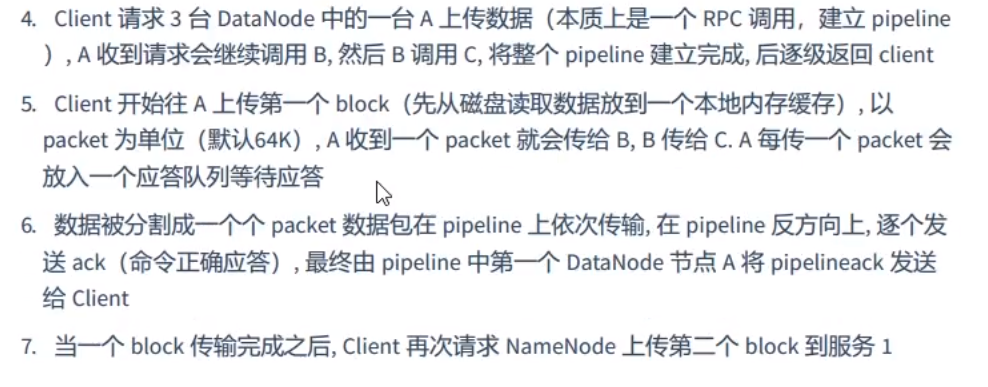 4. Client 请求 3 台 DataNode 中的一台 A 上传数据（本质上是一个 RPC 调用，建立 pipeline
）, A 收到请求会继续调用 B, 然后 B 调用 C, 将整个 pipeline 建立完成, 后逐级返回 client
5. Client 开始往 A 上传第一个 block（先从磁盘读取数据放到一个本地内存缓存）, 以
packet 为单位（默认64K）, A 收到一个 packet 就会传给 B, B 传给 C. A 每传一个 packet 会
放入一个应答队列等待应答
6. 数据被分割成一个个 packet 数据包在 pipeline 上依次传输, 在 pipeline 反方向上, 逐个发
送 ack（命令正确应答）, 最终由 pipeline 中第一个 DataNode 节点 A 将 pipelineack 发送
给 Client
7. 当一个 block 传输完成之后, Client 再次请求 NameNode 上传第二个 block 到服务 1